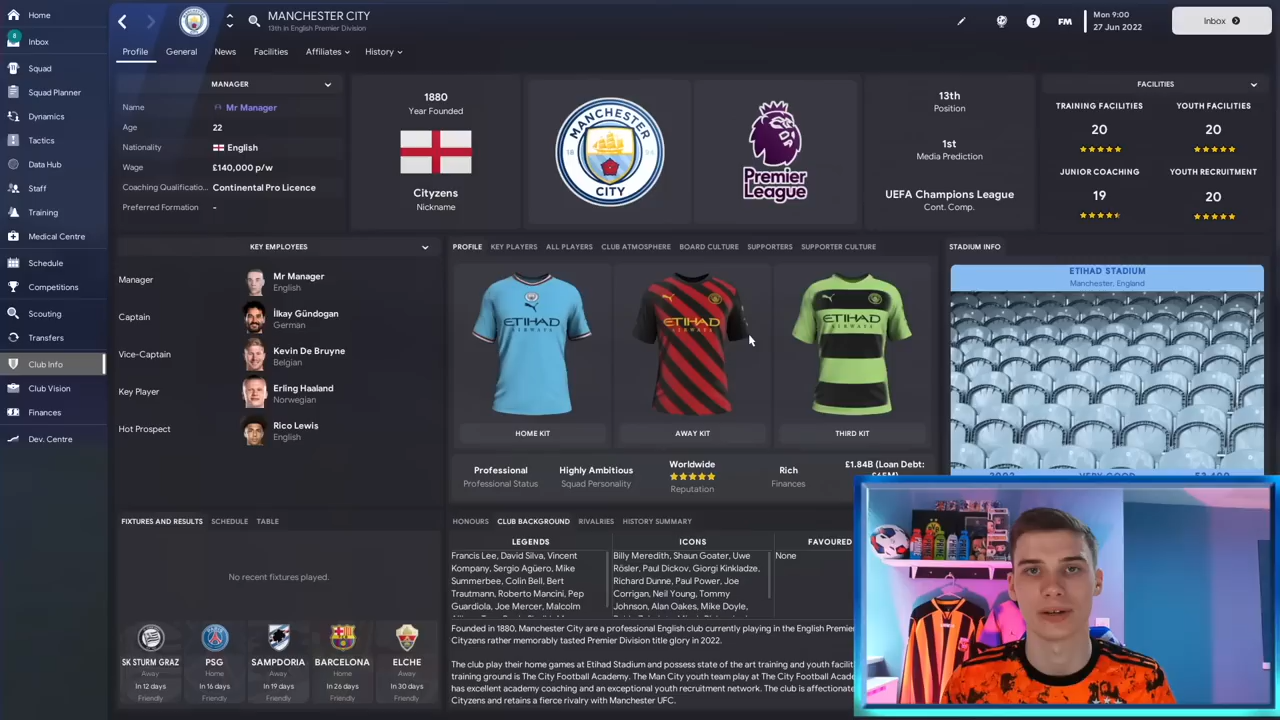 Home
8
Inbox
Squad
Squad Planner
Dynamics
Tactics
Data Hub
Staff
Training
Medical Centre
Schedule
Competitions
Scouting
Transfers
Club Info
Club Vision
Finances
Dev. Centre
MANCHESTER CITY
13th in English Premier Division
?
FM
Mon 9:00
27 Jun 2022
Inbox
Profile
General
News
Facilities
Affiliates
History
MANAGER
Name Mr Manager
Age 22
Nationality English
Wage £140,000 p/w
Coaching Qualificatio... Continental Pro Licence
Preferred Formation -
1880
Year Founded
Cityzens
Nickname
MANCHESTER
18
CITY
Premier
League
13th
Position
1st
Media Prediction
UEFA Champions League
Cont. Comp.
FACILITIES
TRAINING FACILITIES YOUTH FACILITIES
20 20
JUNIOR COACHING YOUTH RECRUITMENT
19 20
KEY EMPLOYEES
Manager Mr Manager
English
Captain İlkay Gündogan
German
Vice-Captain Kevin De Bruyne
Belgian
Key Player Erling Haaland
Norwegian
Hot Prospect Rico Lewis
English
PROFILE KEY PLAYERS ALL PLAYERS CLUB ATMOSPHERE BOARD CULTURE SUPPORTERS SUPPORTER CULTURE
ETIHAD
AIRWAYS
ETIHAD
AIRWAYS
ETIHAD
AIRWAYS
HOME KIT AWAY KIT THIRD KIT
Professional
Professional Status
Highly Ambitious
Squad Personality
Worldwide
Reputation
Rich
Finances
£1.84B (Loan Debt:
STADIUM INFO
ETIHAD STADIUM
Manchester, England
FIXTURES AND RESULTS SCHEDULE TABLE
No recent fixtures played.
SK STURM GRAZ
Away
In 12 days
Friendly
PSG
Home
In 16 days
Friendly
SAMPDORIA
Away
In 19 days
Friendly
BARCELONA
Home
In 26 days
Friendly
ELCHE
Away
In 30 days
Friendly
HONOURS CLUB BACKGROUND RIVALRIES HISTORY SUMMARY
LEGENDS
Francis Lee, David Silva, Vincent
Kompany, Sergio Agüero, Mike
Summerbee, Colin Bell, Bert
Trautmann, Roberto Mancini, Pep
Guardiola, Joe Mercer, Malcolm
ICONS
Billy Meredith, Shaun Goater, Uwe
Rösler, Paul Dickov, Giorgi Kinkladze,
Richard Dunne, Paul Power, Joe
Corrigan, Neil Young, Tommy
Johnson, Alan Oakes, Mike Doyle,
FAVOURED
None
Founded in 1880, Manchester City are a professional English club currently playing in the English Premier
Cityzens rather memorably tasted Premier Division title glory in 2022.
The club play their home games at Etihad Stadium and possess state of the art training and youth facilit
training ground is The City Football Academy. The Man City youth team play at The City Football Aca
has excellent academy coaching and an exceptional youth recruitment network. The club is affectionate
Cityzens and retains a fierce rivalry with Manchester UFC.